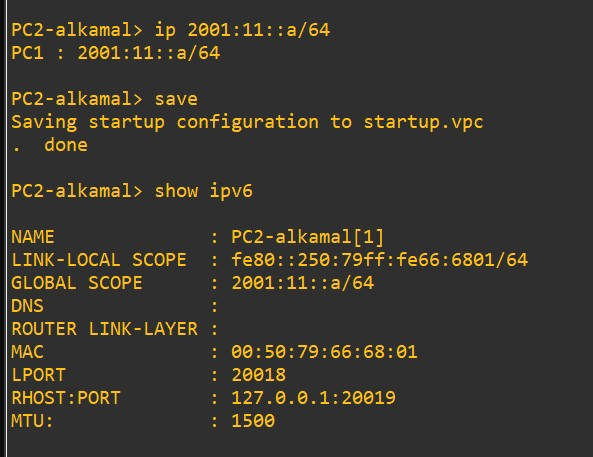 PC2-alkamal> ip 2001:11::a/64
PC1 : 2001:11::a/64
PC2-alkamal> save
Saving startup configuration to startup.vpc
.  done
PC2-alkamal> show ipv6
NAME              : PC2-alkamal[1]
LINK-LOCAL SCOPE  : fe80::250:79ff:fe66:6801/64
GLOBAL SCOPE      : 2001:11::a/64
DNS               :
ROUTER LINK-LAYER :
MAC               : 00:50:79:66:68:01
LPORT             : 20018
RHOST:PORT        : 127.0.0.1:20019
MTU:              : 1500